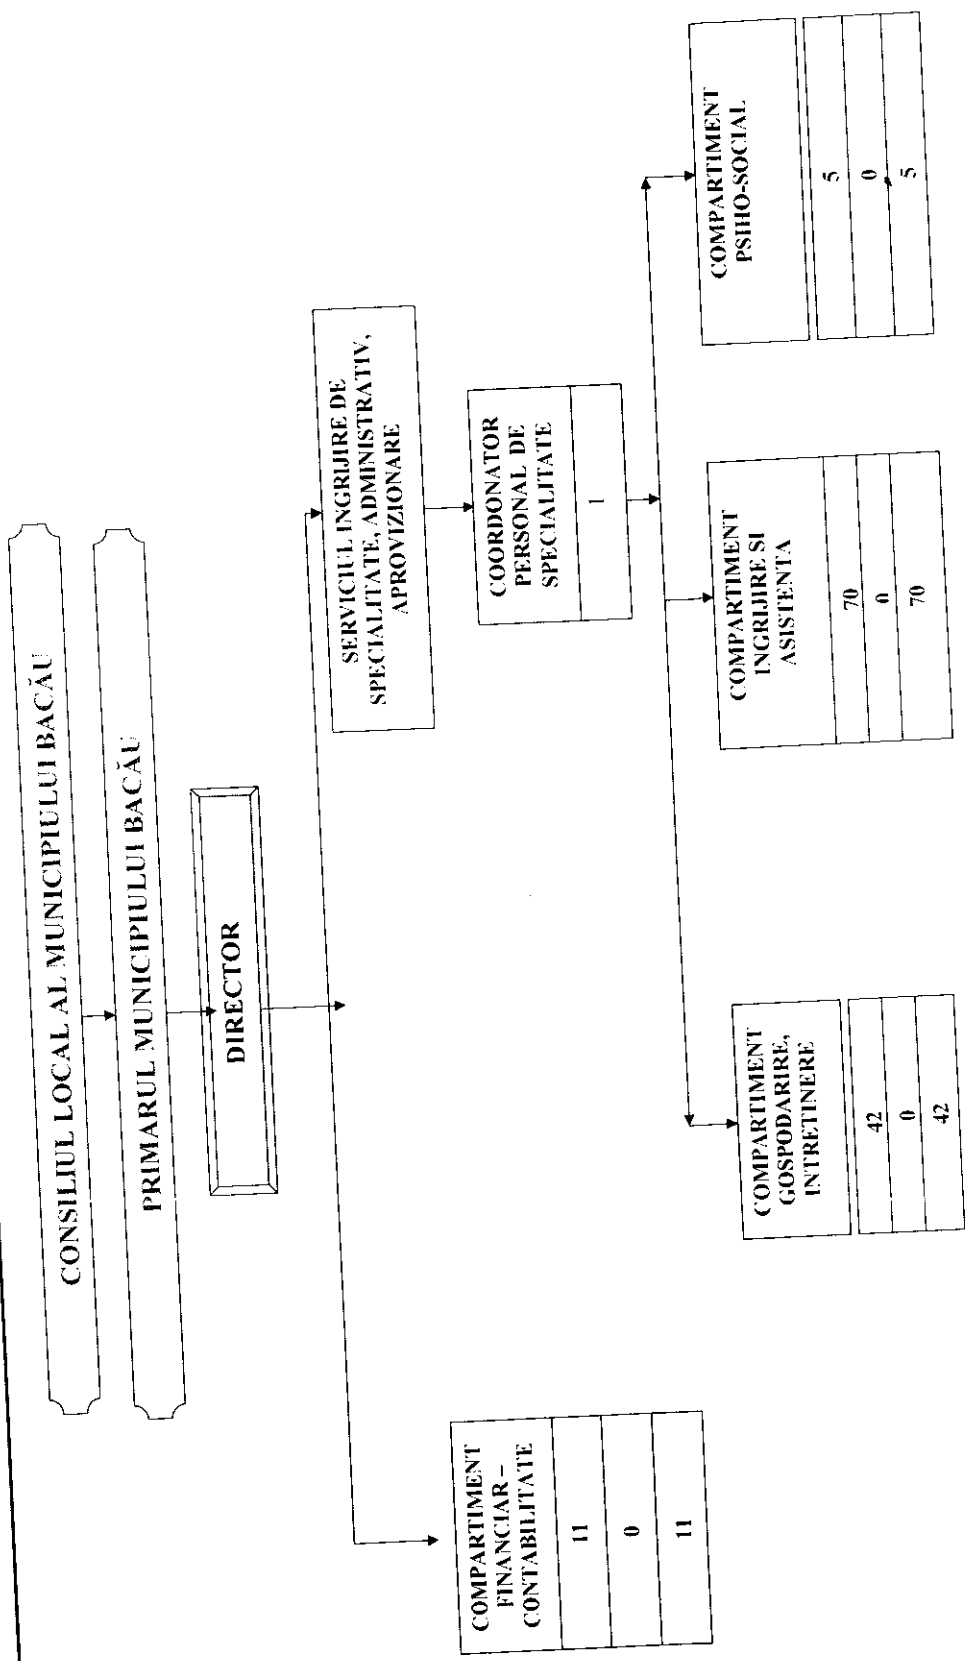 CONSILIUL LOCAL AL MUNICIPIULUI BACĂU
PRIMARUL MUNICIPIULUI BACĂU
DIRECTOR
COMPARTIMENT
FINANCIAR –
CONTABILITATE
11
0
11
SERVICIUL INGRIJIRE DE
SPECIALITATE, ADMINISTRATIV,
APROVIZIONARE
COORDONATOR
PERSONAL DE
SPECIALITATE
1
COMPARTIMENT
GOSPODARIRE,
INTRETINERE
42
0
42
COMPARTIMENT
INGRIJIRE SI
ASISTENTA
70
0
70
COMPARTIMENT
PSIHO-SOCIAL
5
0
5